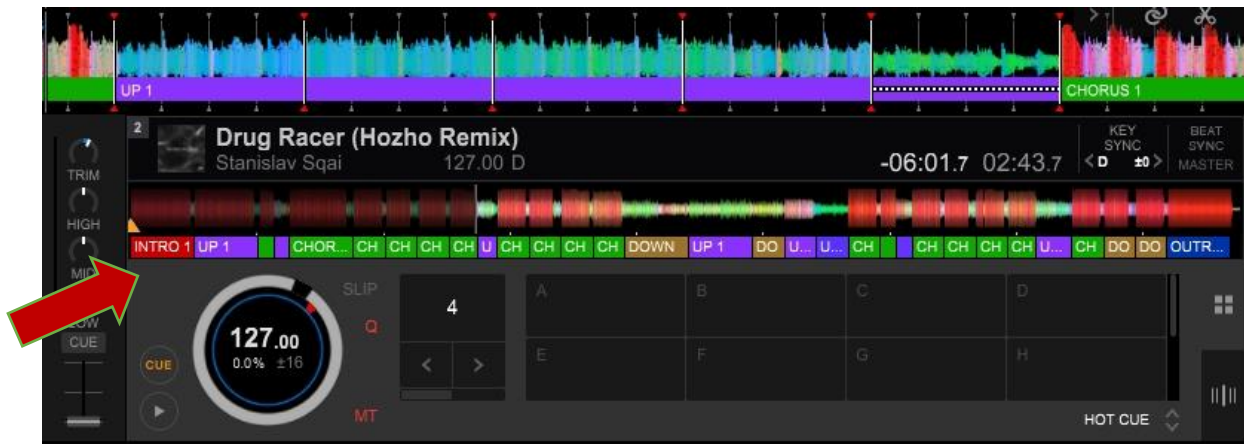 UP 1 CHORUS 1
2 Drug Racer (Hozho Remix)
Stanislav Sqai 127.00 D
-06:01.7 02:43.7
KEY SYNC
< D ±0 >
BEAT SYNC
MASTER
TRIM
HIGH
MID
LOW
CUE
INTRO 1 UP 1 CHOR... CH CH CH CH U CH CH CH CH DOWN UP 1 DO U... U... CH CH CH CH CH U... CH DO DO OUTR...
SLIP
Q
MT
127.00
0.0% ±16
CUE
4
< >
A B C D
E F G H
HOT CUE